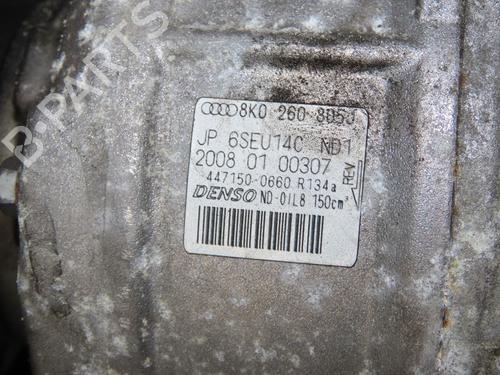 B-PARTS
8K0 260 805J
JP 6SEU14C ND1
2008 01 00307
447150-0660 R134a
REV
DENSO ND-OIL8 150cm³